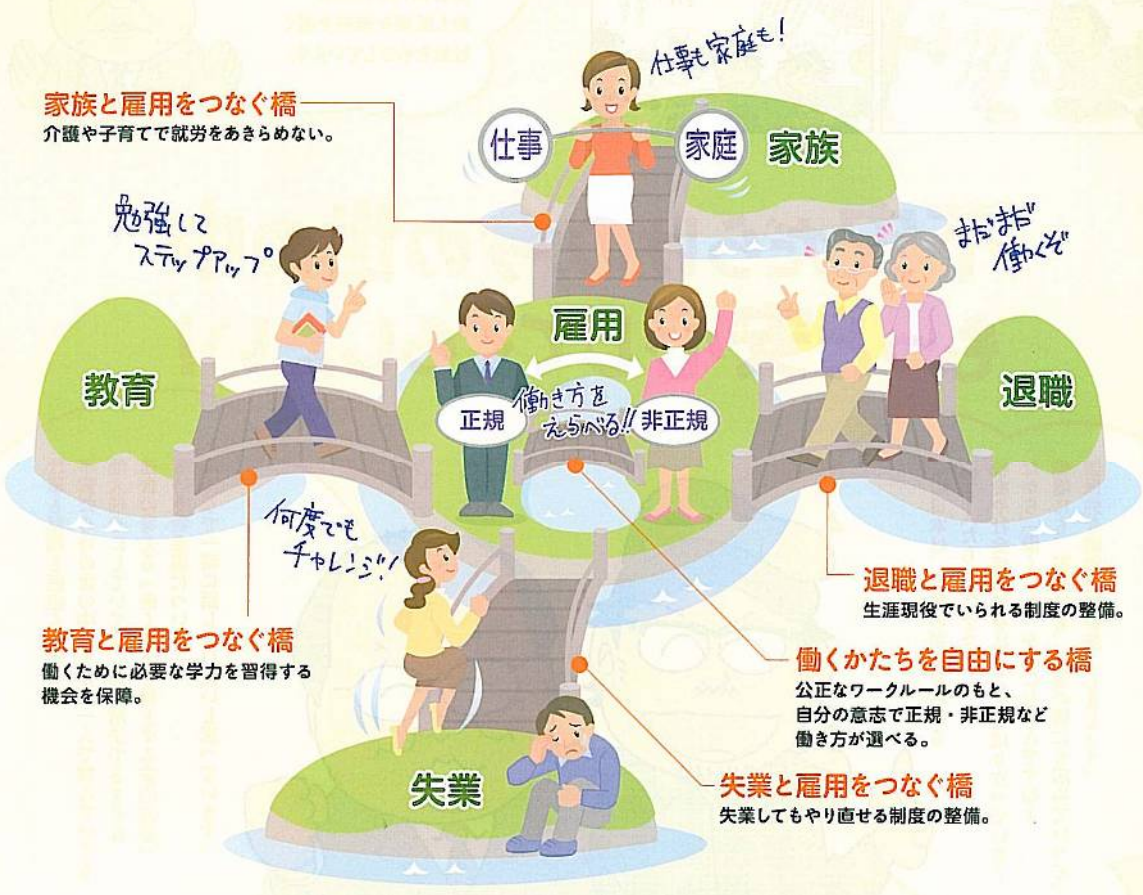 仕事も家庭も!
家族と雇用をつなぐ橋
介護や子育てで就労をあきらめない。
仕事
家庭
家族
勉強して
ステップアップ
まだまだ
働くぞ
雇用
教育
退職
正規
働き方を
えらべる!!
非正規
何度でも
チャレンジ!
退職と雇用をつなぐ橋
生涯現役でいられる制度の整備。
教育と雇用をつなぐ橋
働くために必要な学力を習得する
機会を保障。
働くかたちを自由にする橋
公正なワークルールのもと、
自分の意志で正規・非正規など
働き方が選べる。
失業
失業と雇用をつなぐ橋
失業してもやり直せる制度の整備。